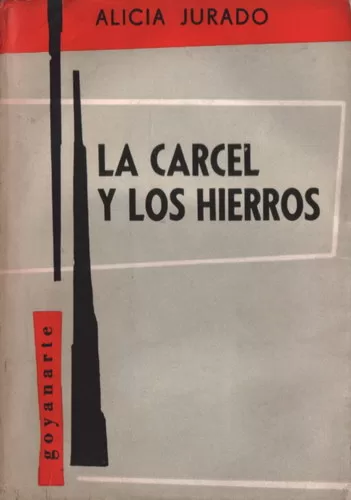 ALICIA JURADO
LA CARCEL
Y LOS HIERROS
goyanarte